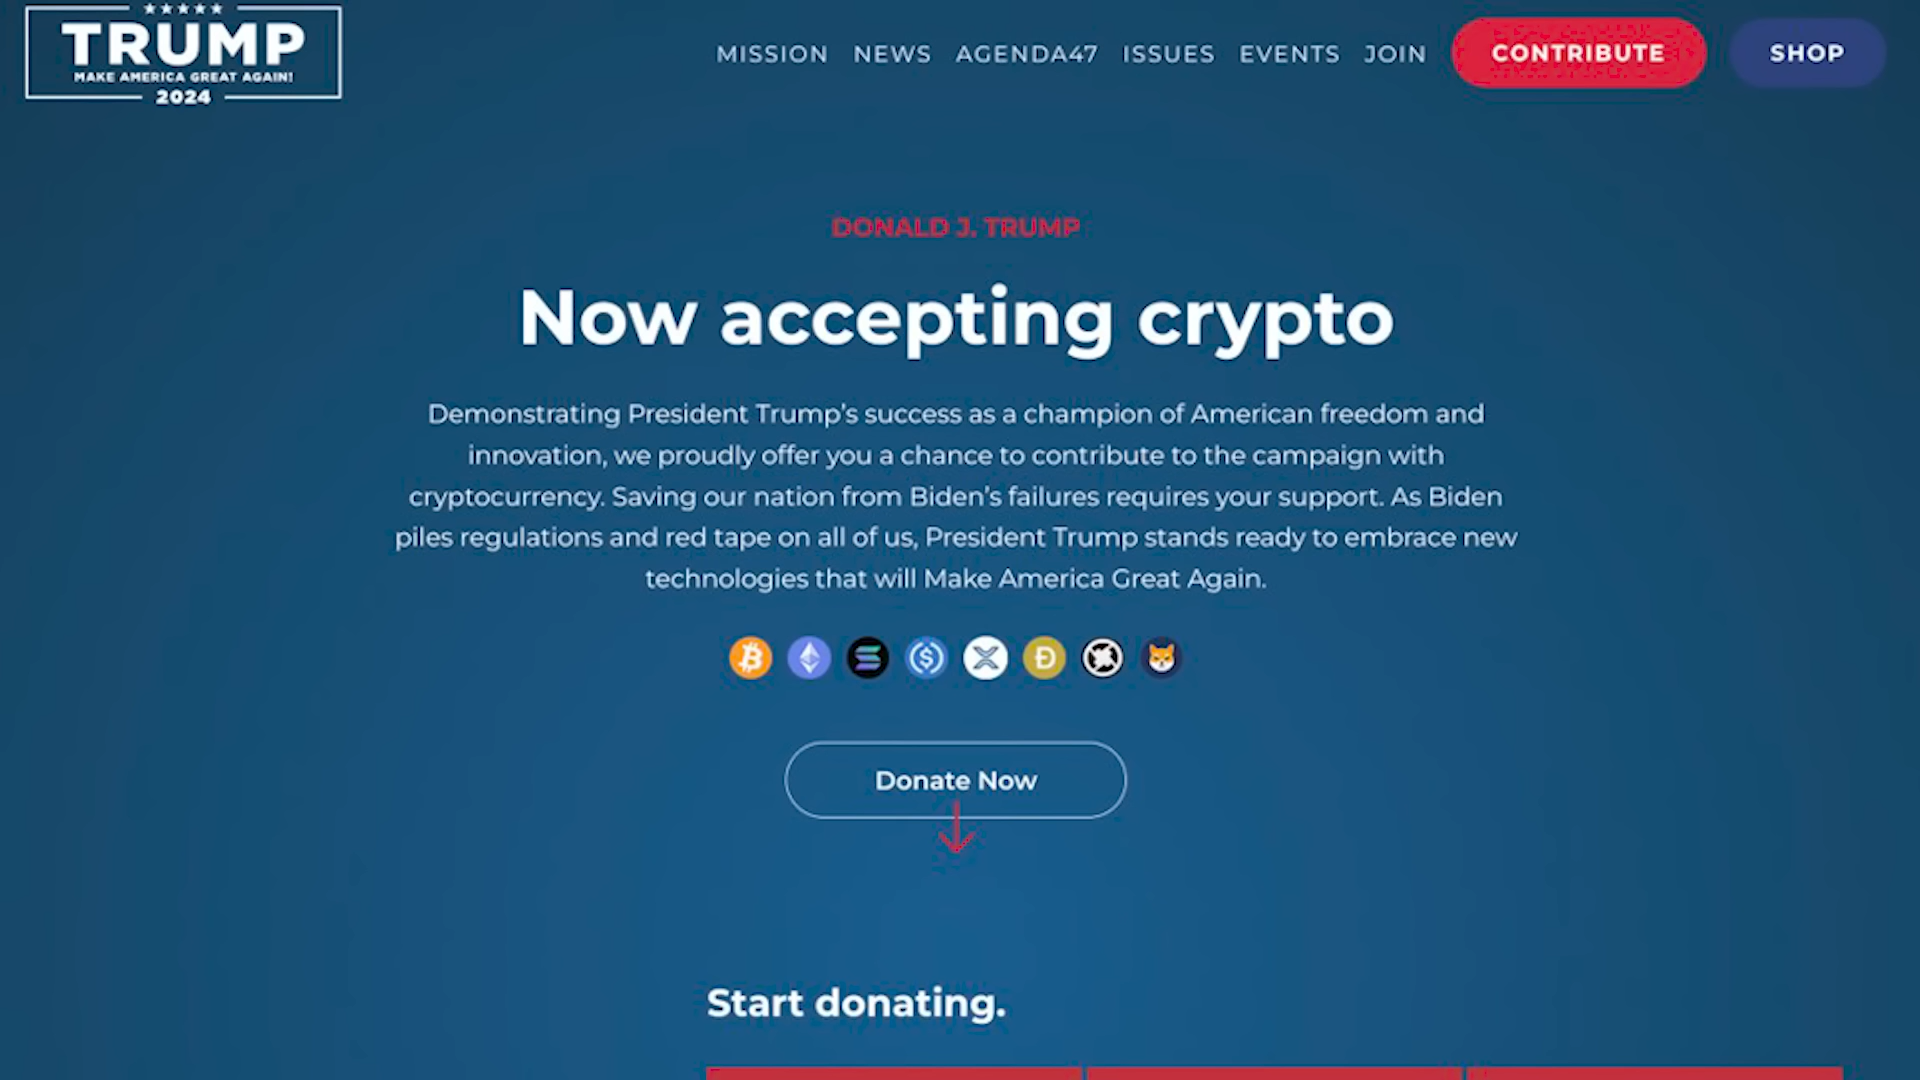 TRUMP
MAKE AMERICA GREAT AGAIN!
2024
MISSION NEWS AGENDA47 ISSUES EVENTS JOIN CONTRIBUTE SHOP
DONALD J. TRUMP
Now accepting crypto
Demonstrating President Trump’s success as a champion of American freedom and
innovation, we proudly offer you a chance to contribute to the campaign with
cryptocurrency. Saving our nation from Biden’s failures requires your support. As Biden
piles regulations and red tape on all of us, President Trump stands ready to embrace new
technologies that will Make America Great Again.
Donate Now
Start donating.